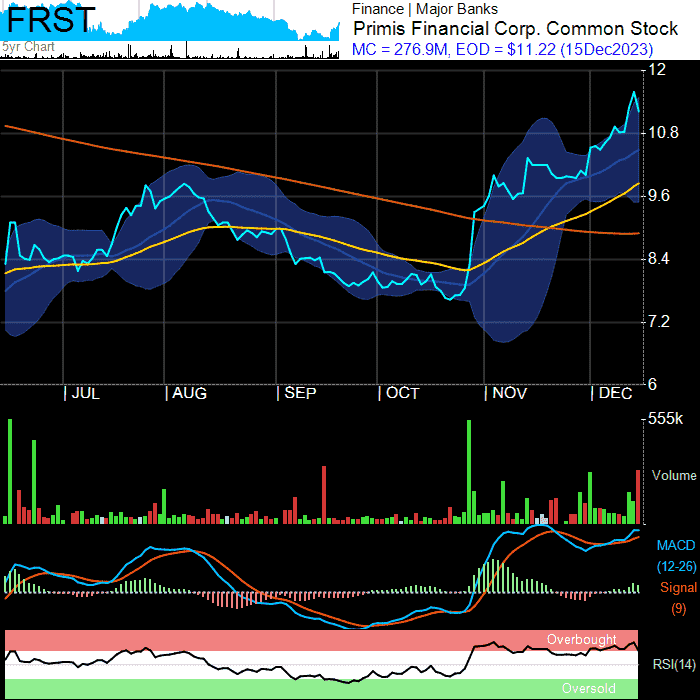 FRST
5yr Chart
Finance | Major Banks
Primis Financial Corp. Common Stock
MC = 276.9M, EOD = $11.22 (15Dec2023)
12
10.8
9.6
8.4
7.2
6
| JUL | AUG | SEP | OCT | NOV | DEC
555k
Volume
MACD
(12-26)
Signal
(9)
Overbought
RSI(14)
Oversold